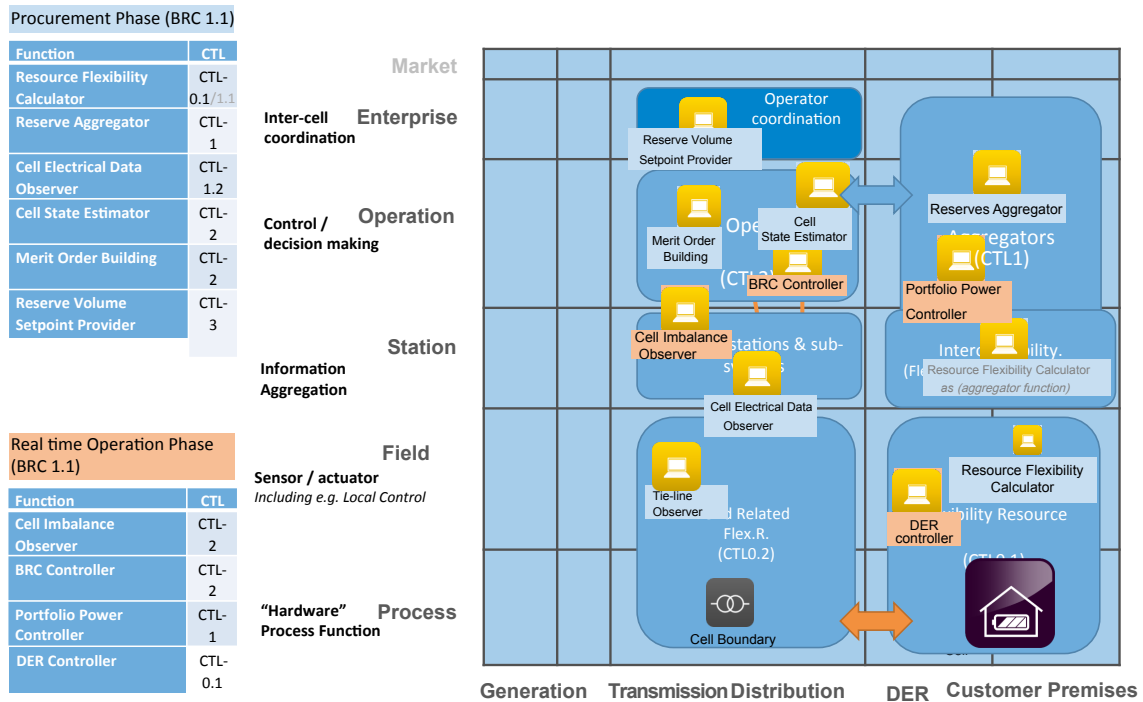 Procurement Phase (BRC 1.1)
Function CTL
Resource Flexibility
Calculator
CTL-
0.1/1.1
Reserve Aggregator
CTL-
1
Cell Electrical Data
Observer
CTL-
1.2
Cell State Estimator
CTL-
2
Merit Order Building
CTL-
2
Reserve Volume
Setpoint Provider
CTL-
3
Real time Operation Phase
(BRC 1.1)
Function CTL
Cell Imbalance
Observer
CTL-
2
BRC Controller
CTL-
2
Portfolio Power
Controller
CTL-
1
DER Controller
CTL-
0.1
Market
Inter-cell
coordination
Enterprise
Control /
decision making
Operation
Station
Information
Aggregation
Field
Sensor / actuator
Including e.g. Local Control
"Hardware"
Process Function
Process
Operator
coordination
Reserve Volume
Setpoint Provider
Cell
State Estimator
Merit Order
Building
BRC Controller
Reserves Aggregator
Aggregators
(CTL1)
Portfolio Power
Controller
Cell Imbalance
Observer
stations & sub-
Cell Electrical Data
Observer
Resource Flexibility Calculator
as (aggregator function)
Tie-line
Observer
Related
Flex.R.
(CTL0.2)
Cell Boundary
Resource Flexibility
Calculator
DER
controller
Resource
Generation Transmission Distribution DER Customer Premises